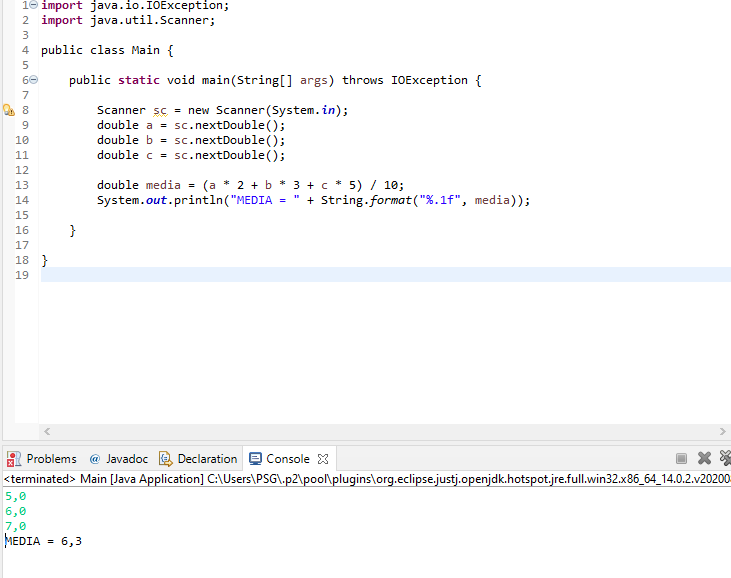 1 import java.io.IOException;
2 import java.util.Scanner;
3
4 public class Main {
5
6     public static void main(String[] args) throws IOException {
7
8         Scanner sc = new Scanner(System.in);
9         double a = sc.nextDouble();
10         double b = sc.nextDouble();
11         double c = sc.nextDouble();
12
13         double media = (a * 2 + b * 3 + c * 5) / 10;
14         System.out.println("MEDIA = " + String.format("%.1f", media));
15
16     }
17
18 }
19
Problems @ Javadoc Declaration Console
<terminated> Main [Java Application] C:\Users\PSG\.p2\pool\plugins\org.eclipse.justj.openjdk.hotspot.jre.full.win32.x86_64_14.0.2.v20200
5,0
6,0
7,0
MEDIA = 6,3